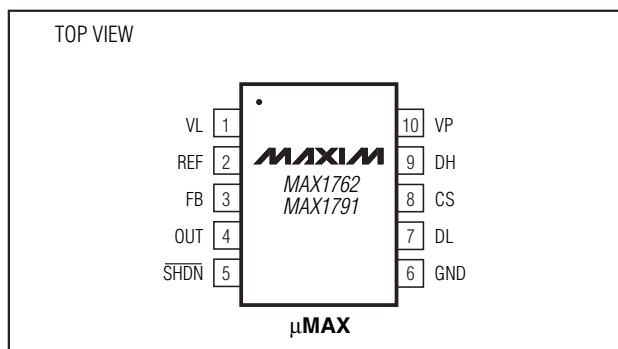 TOP VIEW
VL 1
REF 2
FB 3
OUT 4
SHDN 5
MAXIM
MAX1762
MAX1791
10 VP
9 DH
8 CS
7 DL
6 GND
μMAX